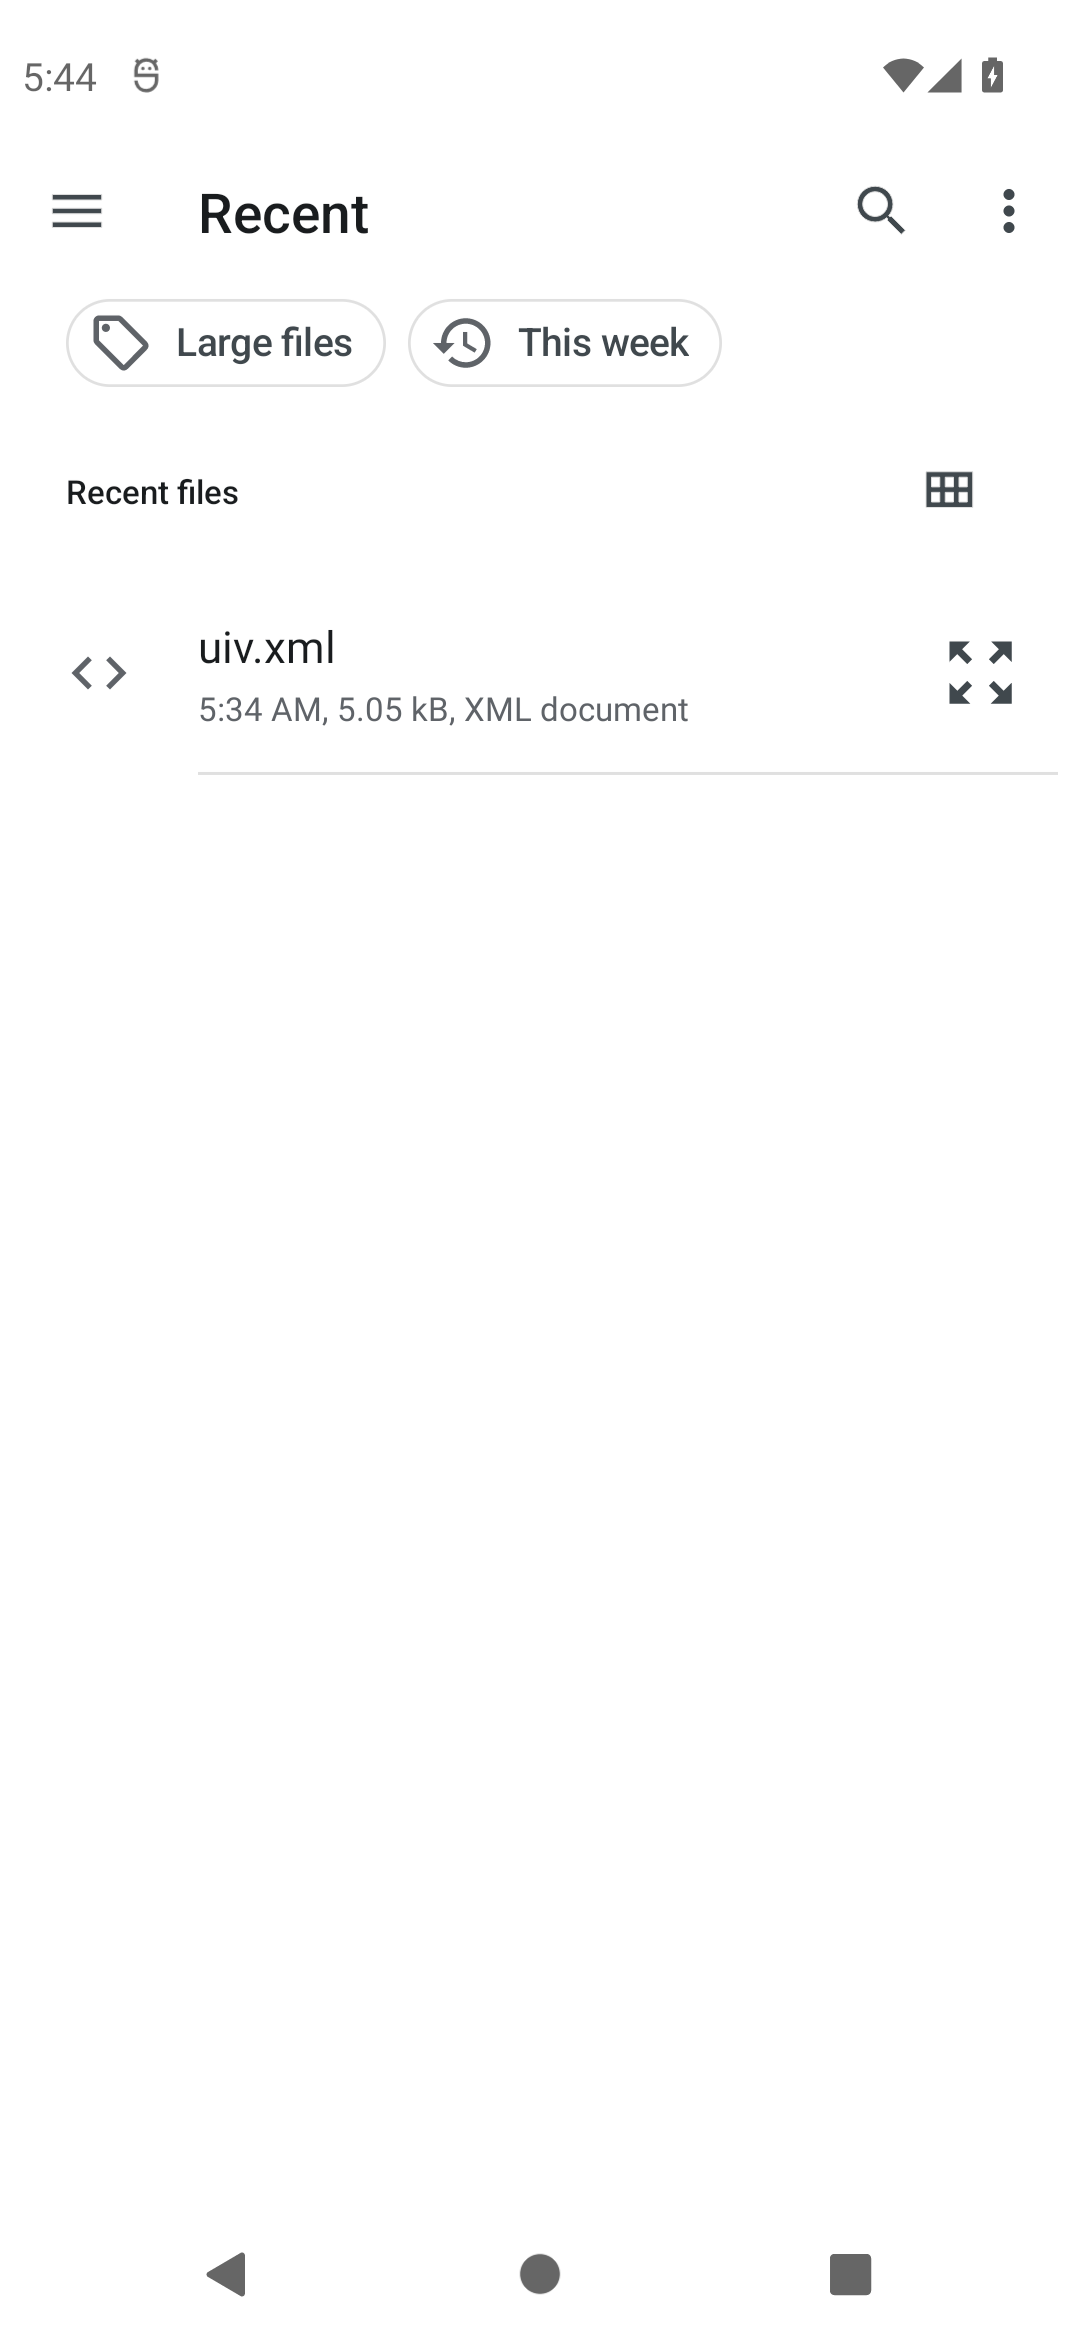 5:44
Recent
Large files
This week
Recent files
uiv.xml
5:34 AM, 5.05 kB, XML document